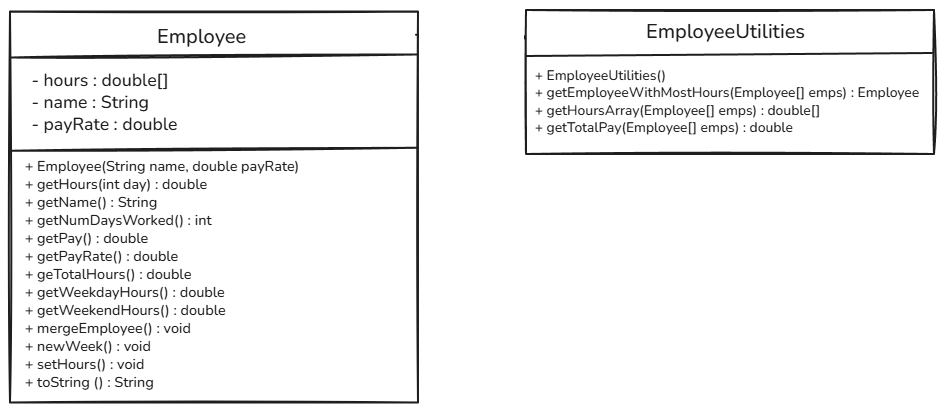 Employee
- hours : double[]
- name : String
- payRate : double
+ Employee(String name, double payRate)
+ getHours(int day) : double
+ getName() : String
+ getNumDaysWorked() : int
+ getPay() : double
+ getPayRate() : double
+ geTotalHours() : double
+ getWeekdayHours() : double
+ getWeekendHours() : double
+ mergeEmployee() : void
+ newWeek() : void
+ setHours() : void
+ toString () : String
EmployeeUtilities
+ EmployeeUtilities()
+ getEmployeeWithMostHours(Employee[] emps) : Employee
+ getHoursArray(Employee[] emps) : double[]
+ getTotalPay(Employee[] emps) : double